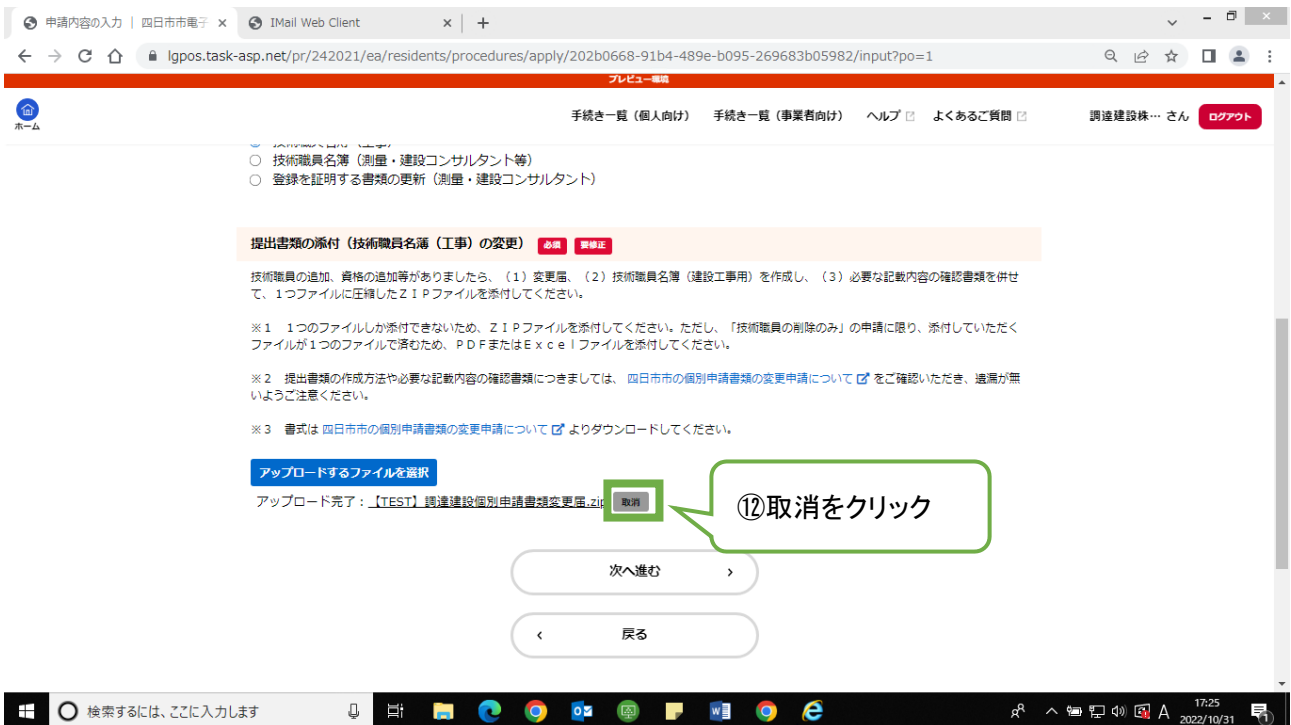 申請内容の入力 | 四日市市電子
IMail Web Client
lgpos.task-asp.net/pr/242021/ea/residents/procedures/apply/202b0668-91b4-489e-b095-269683b05982/input?po=1
プレビュー環境
ホーム
手続き一覧（個人向け） 手続き一覧（事業者向け） ヘルプ よくあるご質問 調達建設株… さん ログアウト
技術職員名簿（測量・建設コンサルタント等）
登録を証明する書類の更新（測量・建設コンサルタント）
提出書類の添付（技術職員名簿（工事）の変更） 必須 要修正
技術職員の追加、資格の追加等がありましたら、（１）変更届、（２）技術職員名簿（建設工事用）を作成し、（３）必要な記載内容の確認書類を併せ
て、１つファイルに圧縮したＺＩＰファイルを添付してください。
※１ １つのファイルしか添付できないため、ＺＩＰファイルを添付してください。ただし、「技術職員の削除のみ」の申請に限り、添付していただく
ファイルが１つのファイルで済むため、ＰＤＦまたはＥｘｃｅｌファイルを添付してください。
※２ 提出書類の作成方法や必要な記載内容の確認書類につきましては、 四日市市の個別申請書類の変更申請について をご確認いただき、遺漏が無
いようご注意ください。
※３ 書式は 四日市市の個別申請書類の変更申請について よりダウンロードしてください。
アップロードするファイルを選択
アップロード完了：【TEST】調達建設個別申請書類変更届.zip 取消
⑫取消をクリック
次へ進む
戻る
検索するには、ここに入力します
A
17:25
2022/10/31